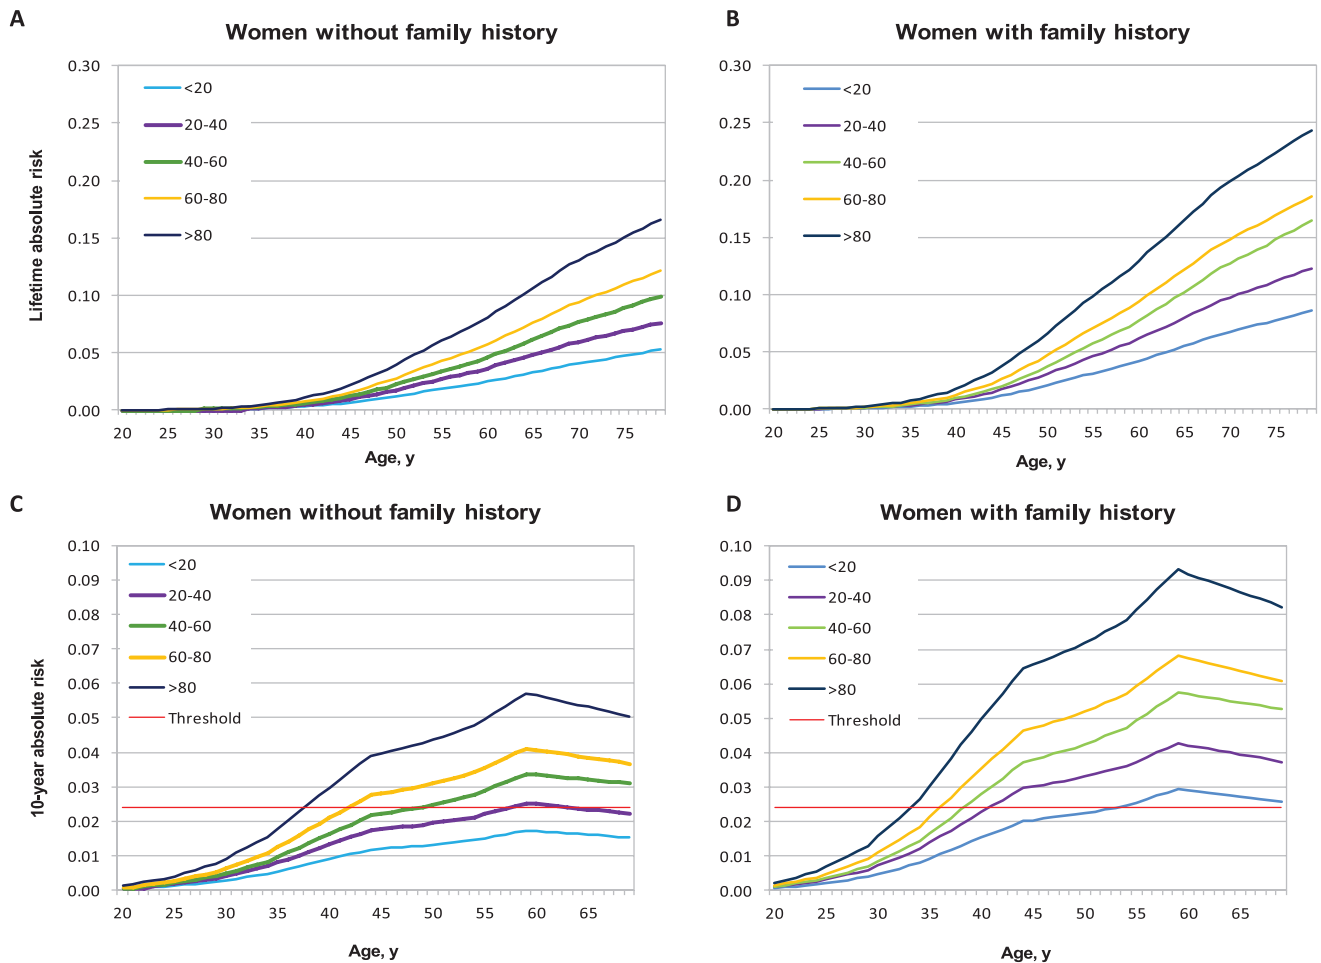 A
Women without family history
Lifetime absolute risk
0.30
0.25
0.20
0.15
0.10
0.05
0.00
<20
20-40
40-60
60-80
>80
20 25 30 35 40 45 50 55 60 65 70 75
Age, y
B
Women with family history
0.30
0.25
0.20
0.15
0.10
0.05
0.00
<20
20-40
40-60
60-80
>80
20 25 30 35 40 45 50 55 60 65 70 75
Age, y
C
Women without family history
10-year absolute risk
0.10
0.09
0.08
0.07
0.06
0.05
0.04
0.03
0.02
0.01
0.00
<20
20-40
40-60
60-80
>80
Threshold
20 25 30 35 40 45 50 55 60 65
Age, y
D
Women with family history
0.10
0.09
0.08
0.07
0.06
0.05
0.04
0.03
0.02
0.01
0.00
<20
20-40
40-60
60-80
>80
Threshold
20 25 30 35 40 45 50 55 60 65
Age, y